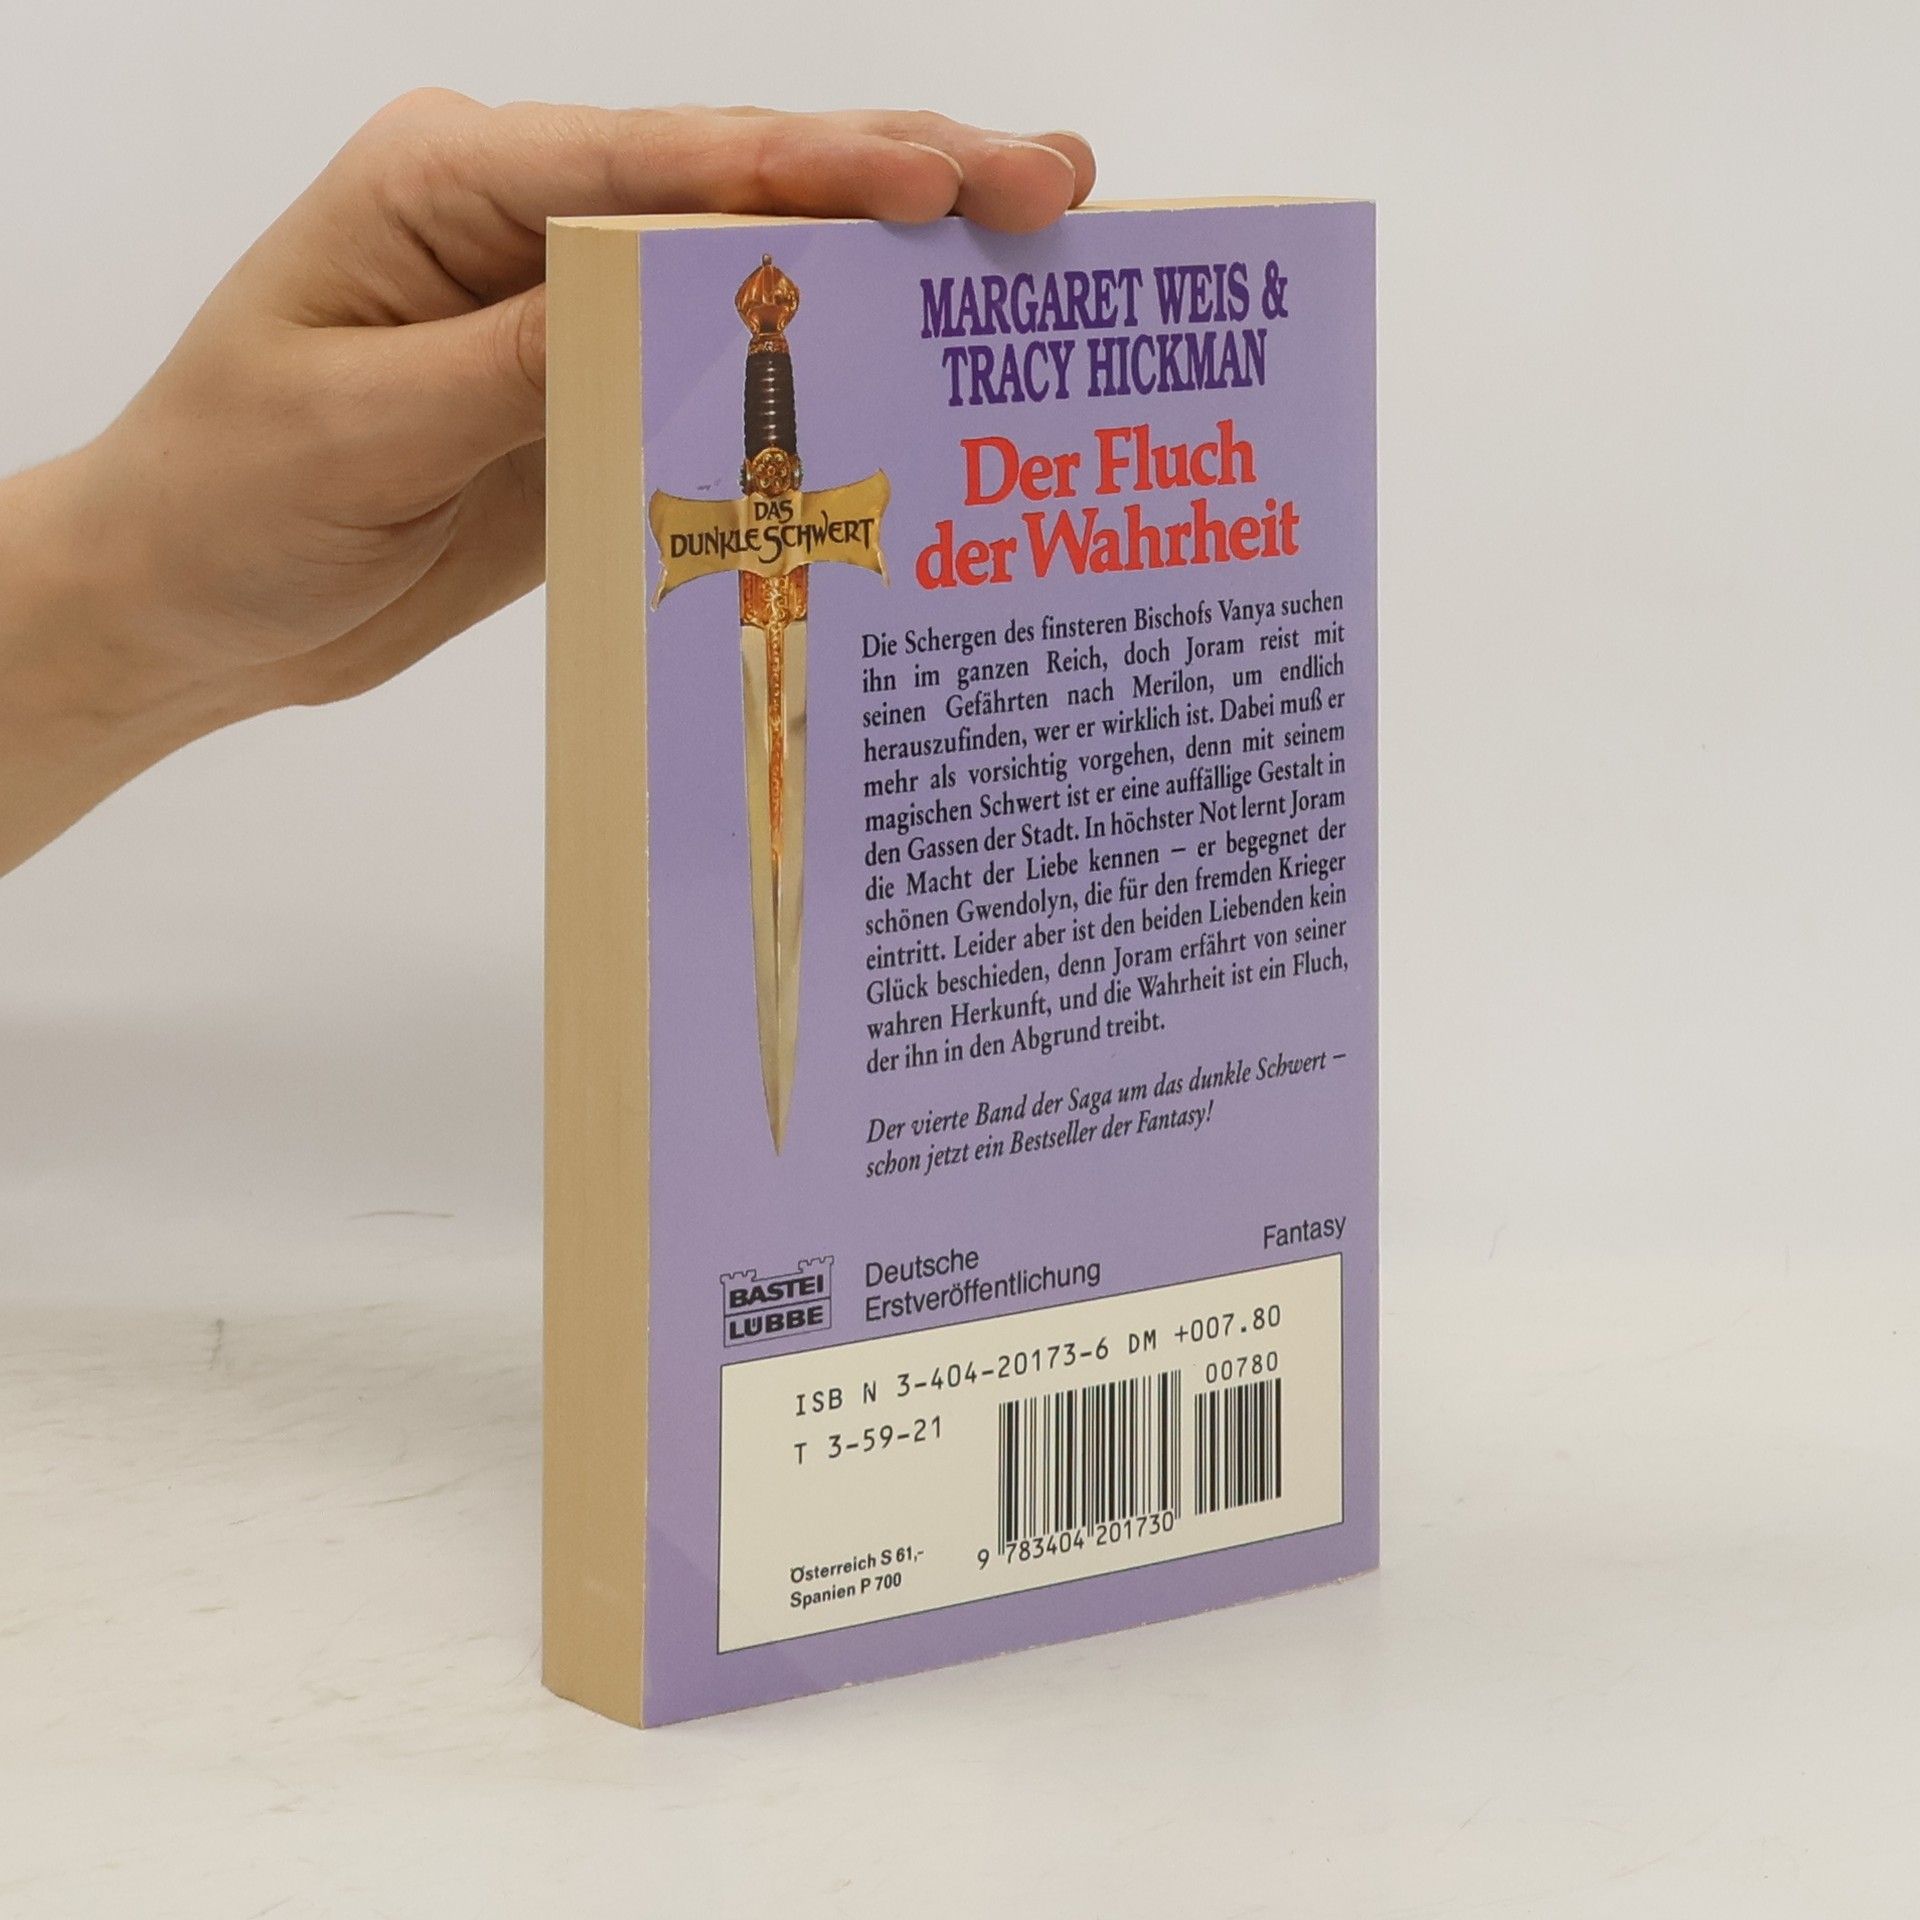 MARGARET WEIS &
TRACY HICKMAN
Der Fluch
der Wahrheit
DAS
DUNKLE SCHWERT
Die Schergen des finsteren Bischofs Vanya suchen
ihn im ganzen Reich, doch Joram reist mit
seinen Gefährten nach Merilon, um endlich
herauszufinden, wer er wirklich ist. Dabei muß er
mehr als vorsichtig vorgehen, denn mit seinem
magischen Schwert ist er eine auffällige Gestalt in
den Gassen der Stadt. In höchster Not lernt Joram
die Macht der Liebe kennen – er begegnet der
schönen Gwendolyn, die für den fremden Krieger
eintritt. Leider aber ist den beiden Liebenden kein
Glück beschieden, denn Joram erfährt von seiner
wahren Herkunft, und die Wahrheit ist ein Fluch,
der ihn in den Abgrund treibt.
Der vierte Band der Saga um das dunkle Schwert –
schon jetzt ein Bestseller der Fantasy!
BASTEI
LÜBBE
Deutsche
Erstveröffentlichung
Fantasy
ISB N 3-404-20173-6 DM +007.80
00780
T 3-59-21
9 783404 201730
Österreich S 61,-
Spanien P 700